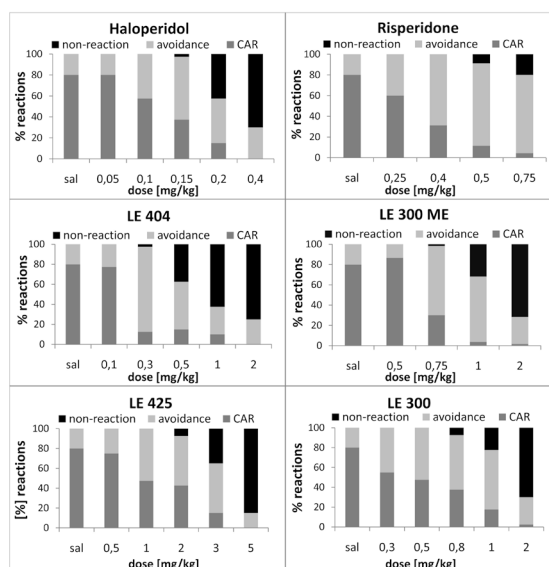 Haloperidol
■ non-reaction ■ avoidance ■ CAR
100
80
60
40
20
0
% reactions
sal 0,05 0,1 0,15 0,2 0,4
dose [mg/kg]
Risperidone
■ non-reaction ■ avoidance ■ CAR
100
80
60
40
20
0
% reactions
sal 0,25 0,4 0,5 0,75
dose [mg/kg]
LE 404
■ non-reaction ■ avoidance ■ CAR
100
80
60
40
20
0
% reactions
sal 0,1 0,3 0,5 1 2
dose [mg/kg]
LE 300 ME
■ non-reaction ■ avoidance ■ CAR
100
80
60
40
20
0
% reactions
sal 0,5 0,75 1 2
dose [mg/kg]
LE 425
■ non-reaction ■ avoidance ■ CAR
100
80
60
40
20
0
[%] reactions
sal 0,5 1 2 3 5
dose [mg/kg]
LE 300
■ non-reaction ■ avoidance ■ CAR
100
80
60
40
20
0
% reactions
sal 0,3 0,5 0,8 1 2
dose [mg/kg]